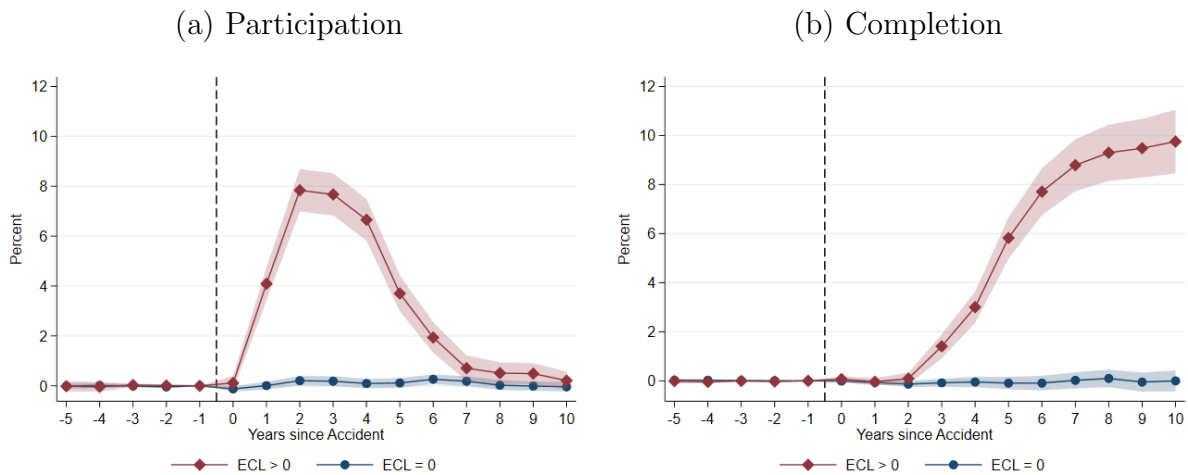 (a) Participation
12
10
8
6
4
2
0
Percent
-5 -4 -3 -2 -1 0 1 2 3 4 5 6 7 8 9 10
Years since Accident
ECL > 0 ECL = 0
(b) Completion
12
10
8
6
4
2
0
Percent
-5 -4 -3 -2 -1 0 1 2 3 4 5 6 7 8 9 10
Years since Accident
ECL > 0 ECL = 0